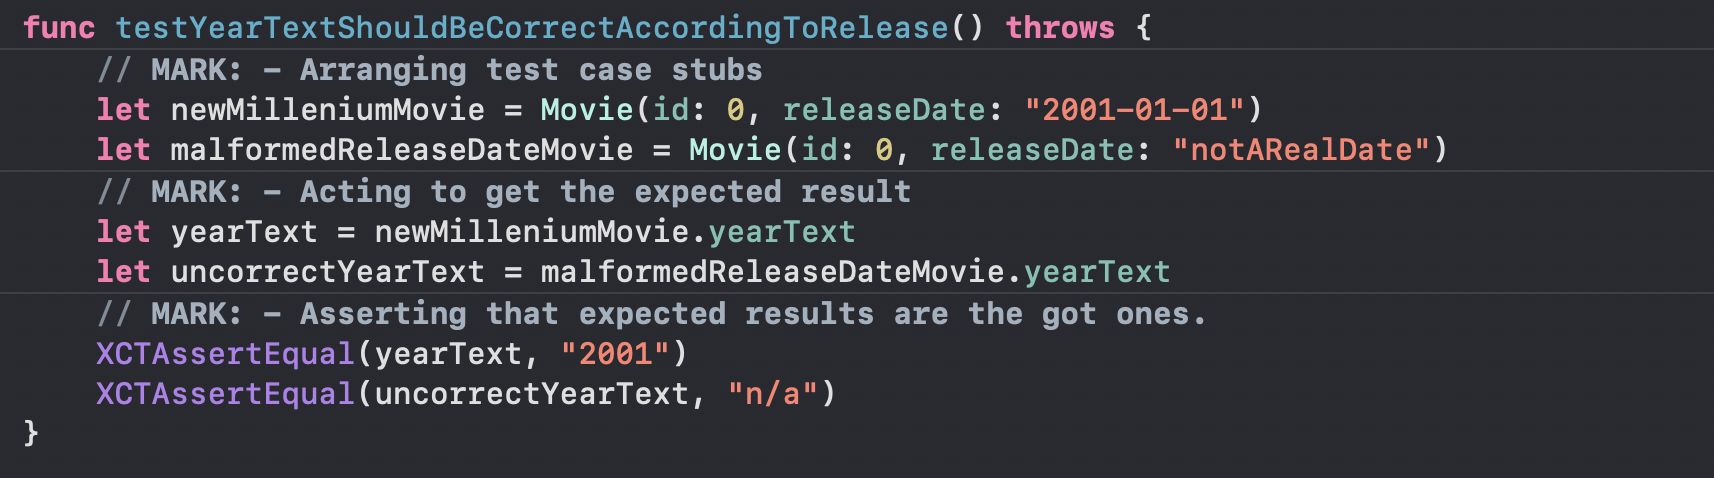 func testYearTextShouldBeCorrectAccordingToRelease() throws {
    // MARK: - Arranging test case stubs
    let newMilleniumMovie = Movie(id: 0, releaseDate: "2001-01-01")
    let malformedReleaseDateMovie = Movie(id: 0, releaseDate: "notARealDate")
    // MARK: - Acting to get the expected result
    let yearText = newMilleniumMovie.yearText
    let uncorrectYearText = malformedReleaseDateMovie.yearText
    // MARK: - Asserting that expected results are the got ones.
    XCTAssertEqual(yearText, "2001")
    XCTAssertEqual(uncorrectYearText, "n/a")
}